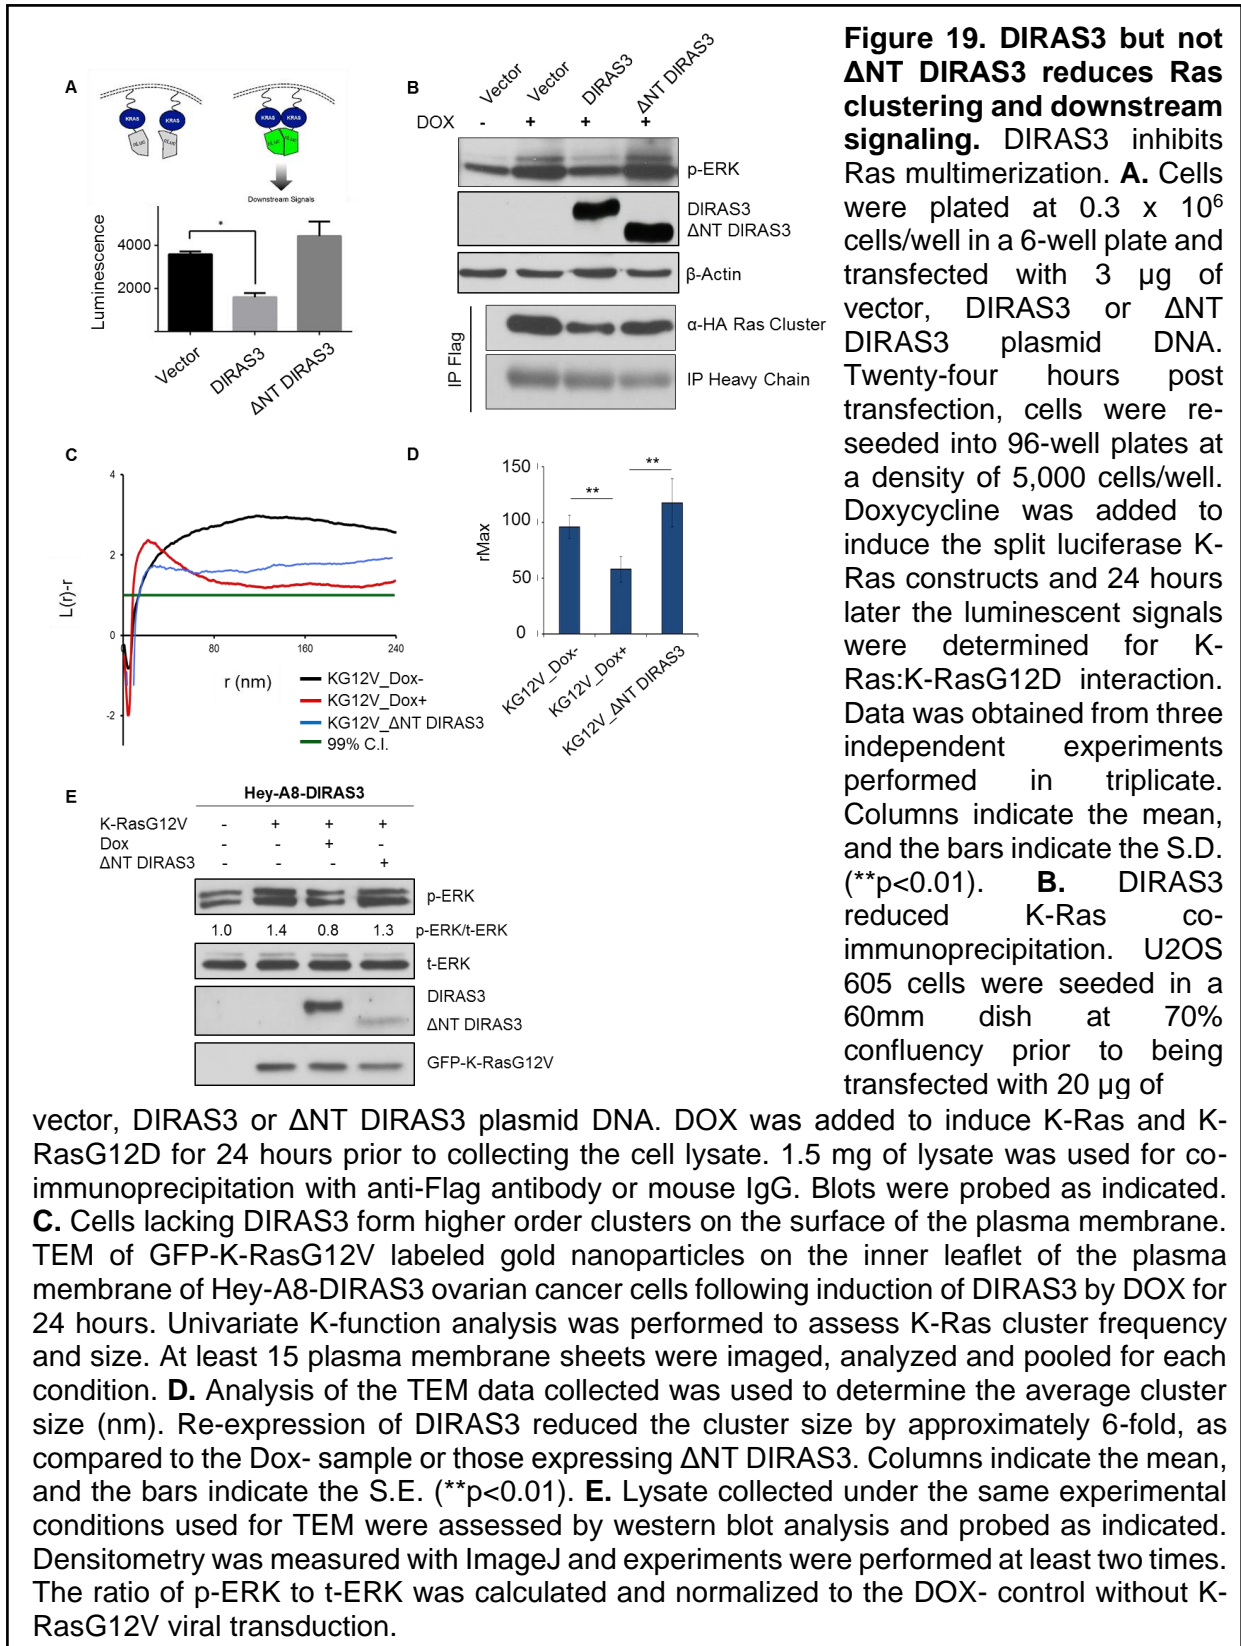 A
KRAS
KRAS
KRAS
KRAS
Downstream Signals
Luminescence
4000
2000
*
Vector
DIRAS3
ΔNT DIRAS3
B
Vector
Vector
DIRAS3
ΔNT DIRAS3
DOX - + + +
p-ERK
DIRAS3
ΔNT DIRAS3
β-Actin
IP Flag
α-HA Ras Cluster
IP Heavy Chain
C
L(r)-r
4
2
0
-2
80
160
240
r (nm)
KG12V_Dox-
KG12V_Dox+
KG12V_ΔNT DIRAS3
99% C.I.
D
rMax
150
100
50
0
**
**
KG12V_Dox-
KG12V_Dox+
KG12V_ΔNT DIRAS3
E
Hey-A8-DIRAS3
K-RasG12V - + + +
Dox - - + -
ΔNT DIRAS3 - - - +
p-ERK
1.0 1.4 0.8 1.3 p-ERK/t-ERK
t-ERK
DIRAS3
ΔNT DIRAS3
GFP-K-RasG12V
Figure 19. DIRAS3 but not
ΔNT DIRAS3 reduces Ras
clustering and downstream
signaling. DIRAS3 inhibits
Ras multimerization. A. Cells
were plated at 0.3 x 10⁶
cells/well in a 6-well plate and
transfected with 3 µg of
vector, DIRAS3 or ΔNT
DIRAS3 plasmid DNA.
Twenty-four hours post
transfection, cells were re-
seeded into 96-well plates at
a density of 5,000 cells/well.
Doxycycline was added to
induce the split luciferase K-
Ras constructs and 24 hours
later the luminescent signals
were determined for K-
Ras:K-RasG12D interaction.
Data was obtained from three
independent experiments
performed in triplicate.
Columns indicate the mean,
and the bars indicate the S.D.
(**p<0.01). B. DIRAS3
reduced K-Ras co-
immunoprecipitation. U2OS
605 cells were seeded in a
60mm dish at 70%
confluency prior to being
transfected with 20 µg of
vector, DIRAS3 or ΔNT DIRAS3 plasmid DNA. DOX was added to induce K-Ras and K-
RasG12D for 24 hours prior to collecting the cell lysate. 1.5 mg of lysate was used for co-
immunoprecipitation with anti-Flag antibody or mouse IgG. Blots were probed as indicated.
C. Cells lacking DIRAS3 form higher order clusters on the surface of the plasma membrane.
TEM of GFP-K-RasG12V labeled gold nanoparticles on the inner leaflet of the plasma
membrane of Hey-A8-DIRAS3 ovarian cancer cells following induction of DIRAS3 by DOX for
24 hours. Univariate K-function analysis was performed to assess K-Ras cluster frequency
and size. At least 15 plasma membrane sheets were imaged, analyzed and pooled for each
condition. D. Analysis of the TEM data collected was used to determine the average cluster
size (nm). Re-expression of DIRAS3 reduced the cluster size by approximately 6-fold, as
compared to the Dox- sample or those expressing ΔNT DIRAS3. Columns indicate the mean,
and the bars indicate the S.E. (**p<0.01). E. Lysate collected under the same experimental
conditions used for TEM were assessed by western blot analysis and probed as indicated.
Densitometry was measured with ImageJ and experiments were performed at least two times.
The ratio of p-ERK to t-ERK was calculated and normalized to the DOX- control without K-
RasG12V viral transduction.